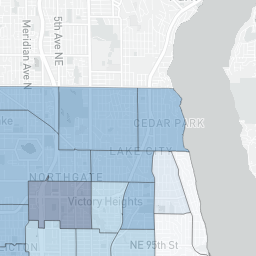 Meridian Ave N
5th Ave NE
CEDAR PARK
LAKE CITY
NORTHGATE
Victory Heights
NE 95th St